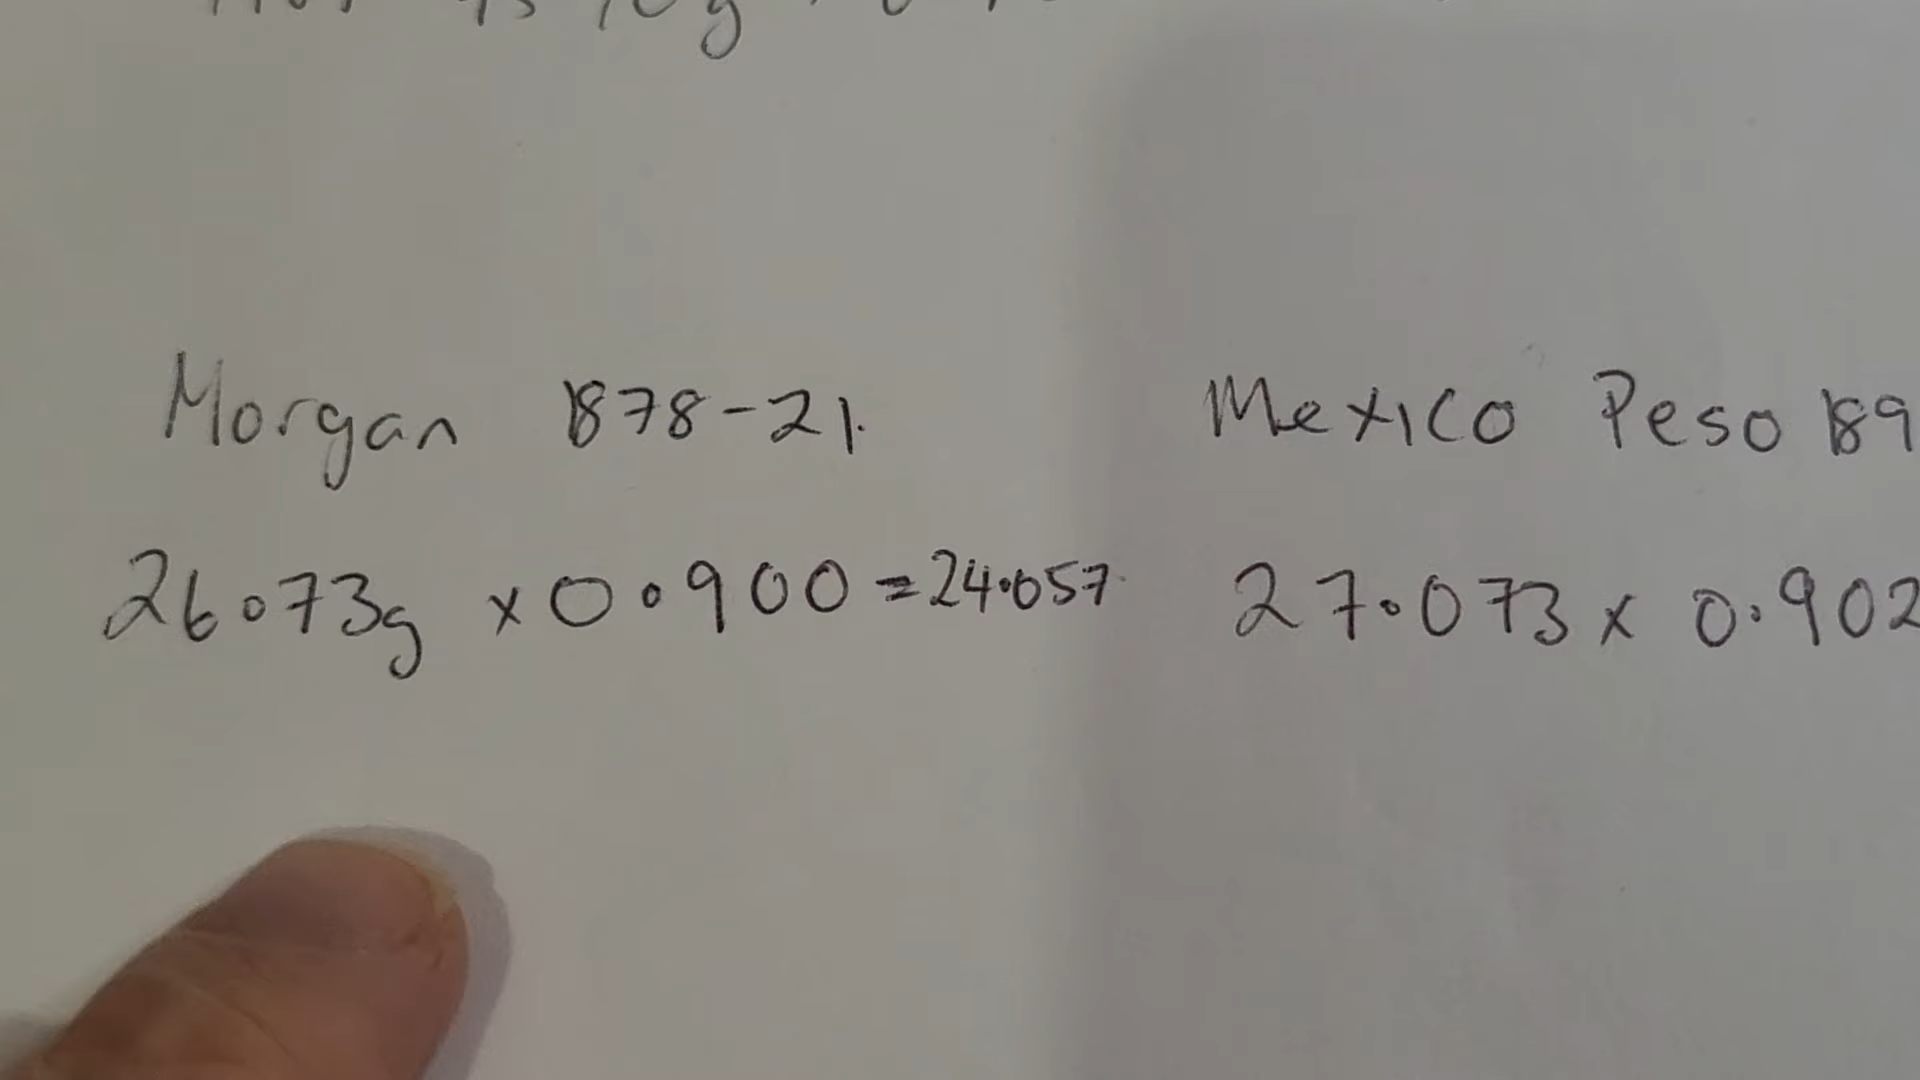 Morgan 1878-21.
Mexico Peso 189
26.73g x 0.900 = 24.057
27.073 x 0.902